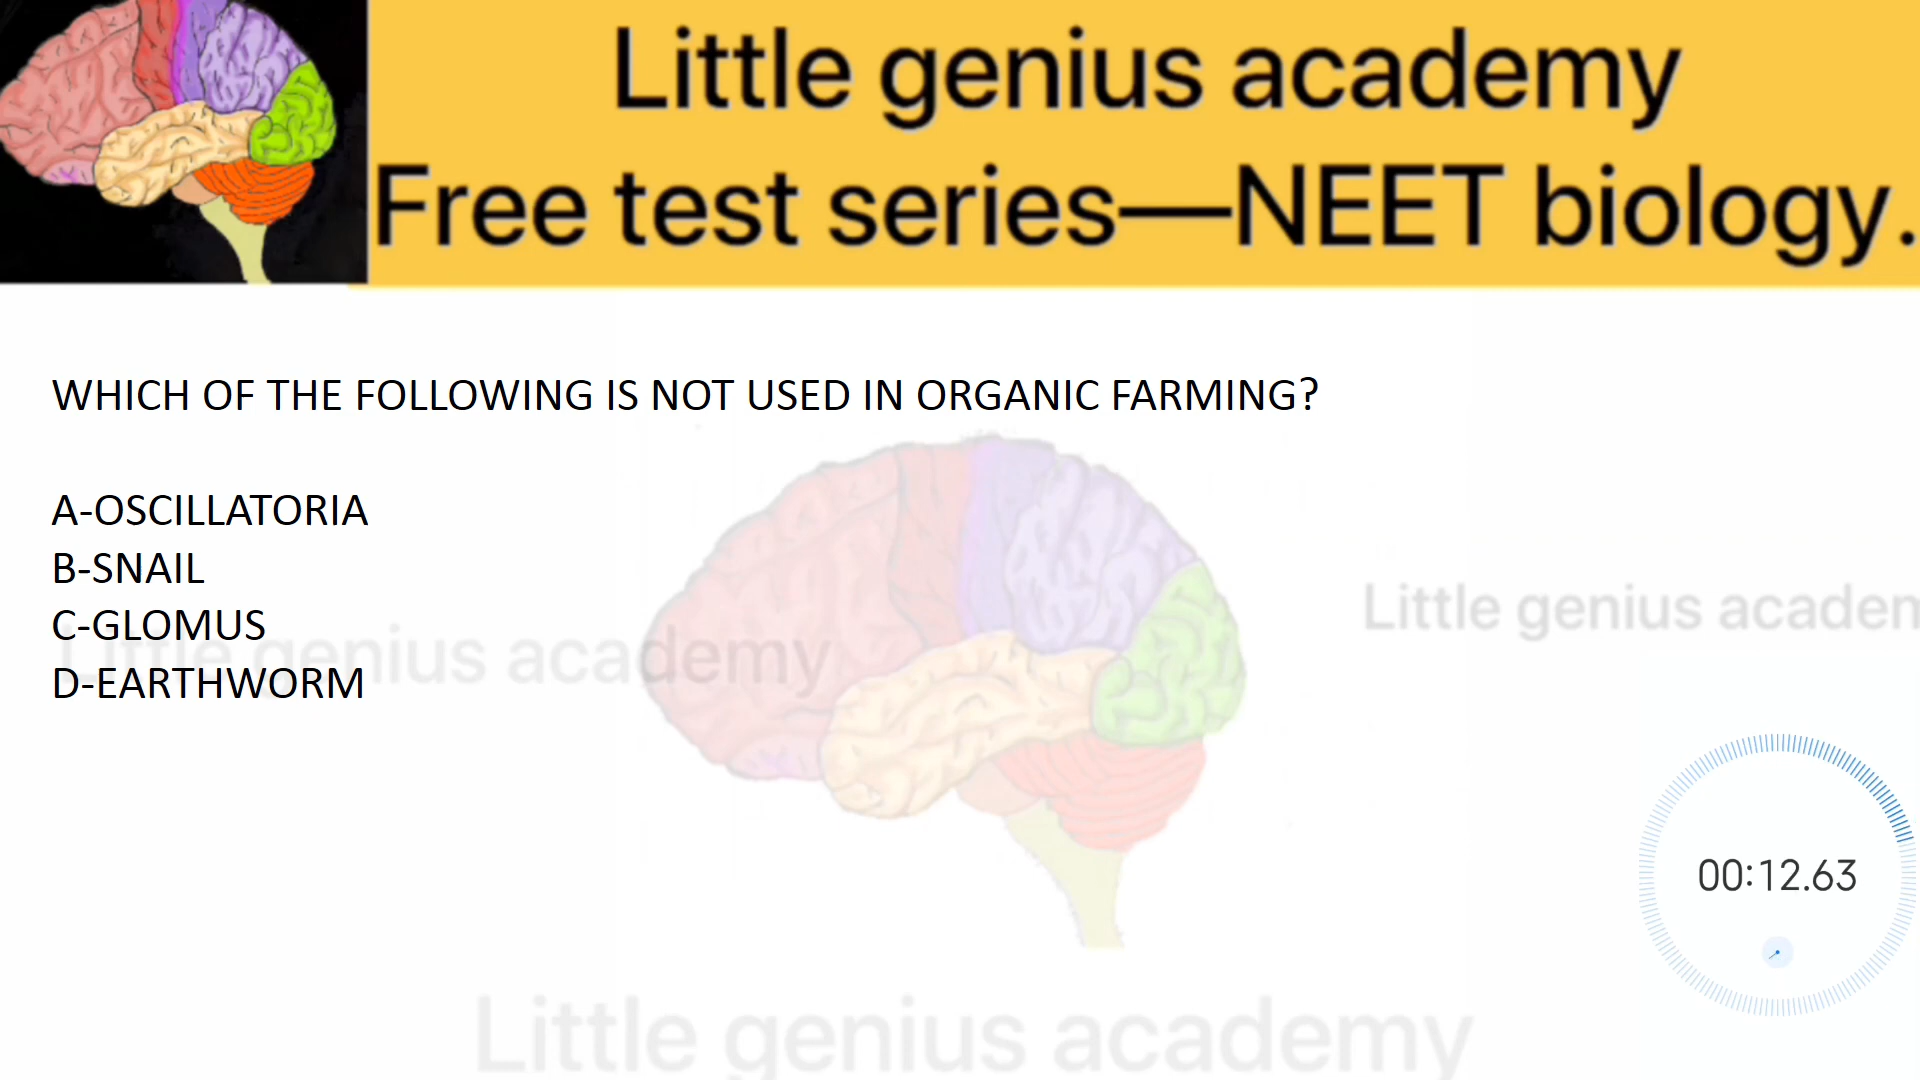 Little genius academy
Free test series—NEET biology.
WHICH OF THE FOLLOWING IS NOT USED IN ORGANIC FARMING?
A-OSCILLATORIA
B-SNAIL
C-GLOMUS
D-EARTHWORM
Little genius academy
Little genius academ
00:12.63
Little genius academy